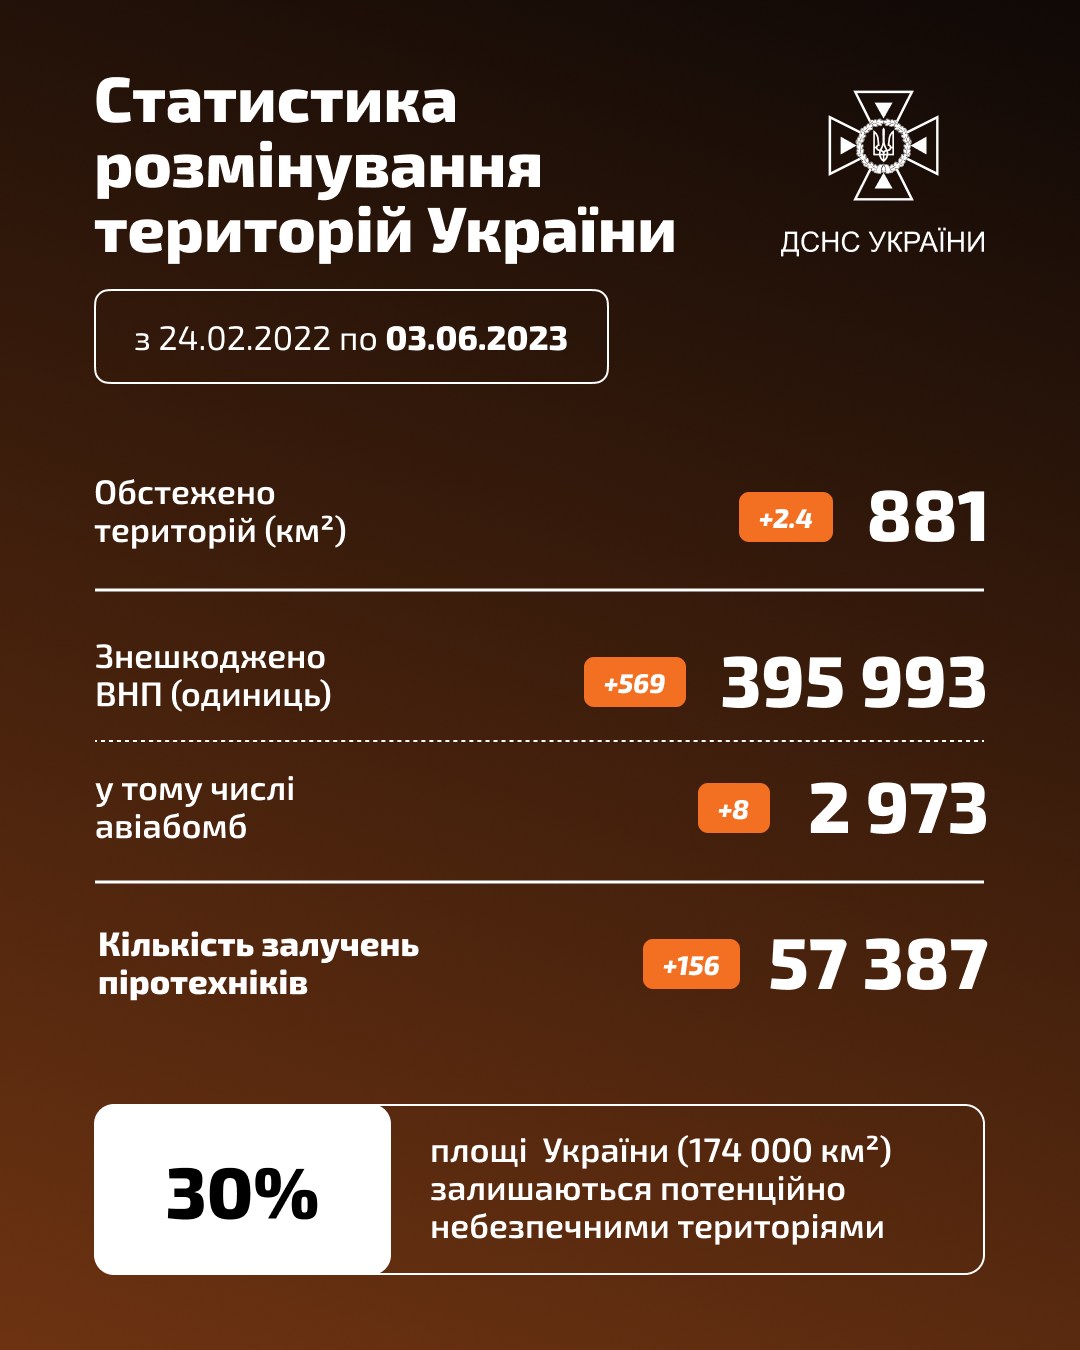 Статистика
розмінування
територій України
ДСНС УКРАЇНИ
з 24.02.2022 по 03.06.2023
Обстежено
територій (км²)
+2.4 881
Знешкоджено
ВНП (одиниць)
+569 395 993
у тому числі
авіабомб
+8 2 973
Кількість залучень
піротехніків
+156 57 387
30%
площі України (174 000 км²)
залишаються потенційно
небезпечними територіями